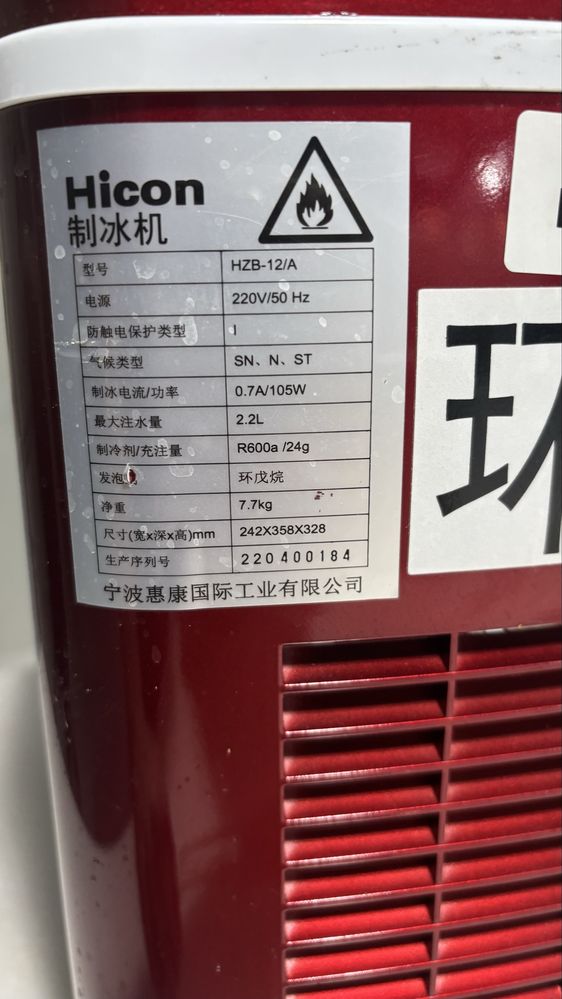 Hicon
制冰机
型号 HZB-12/A
电源 220V/50 Hz
防触电保护类型 I
气候类型 SN、N、ST
制冰电流/功率 0.7A/105W
最大注水量 2.2L
制冷剂/充注量 R600a /24g
发泡 环戊烷
净重 7.7kg
尺寸(宽x深x高)mm 242X358X328
生产序列号 220400184
宁波惠康国际工业有限公司
环